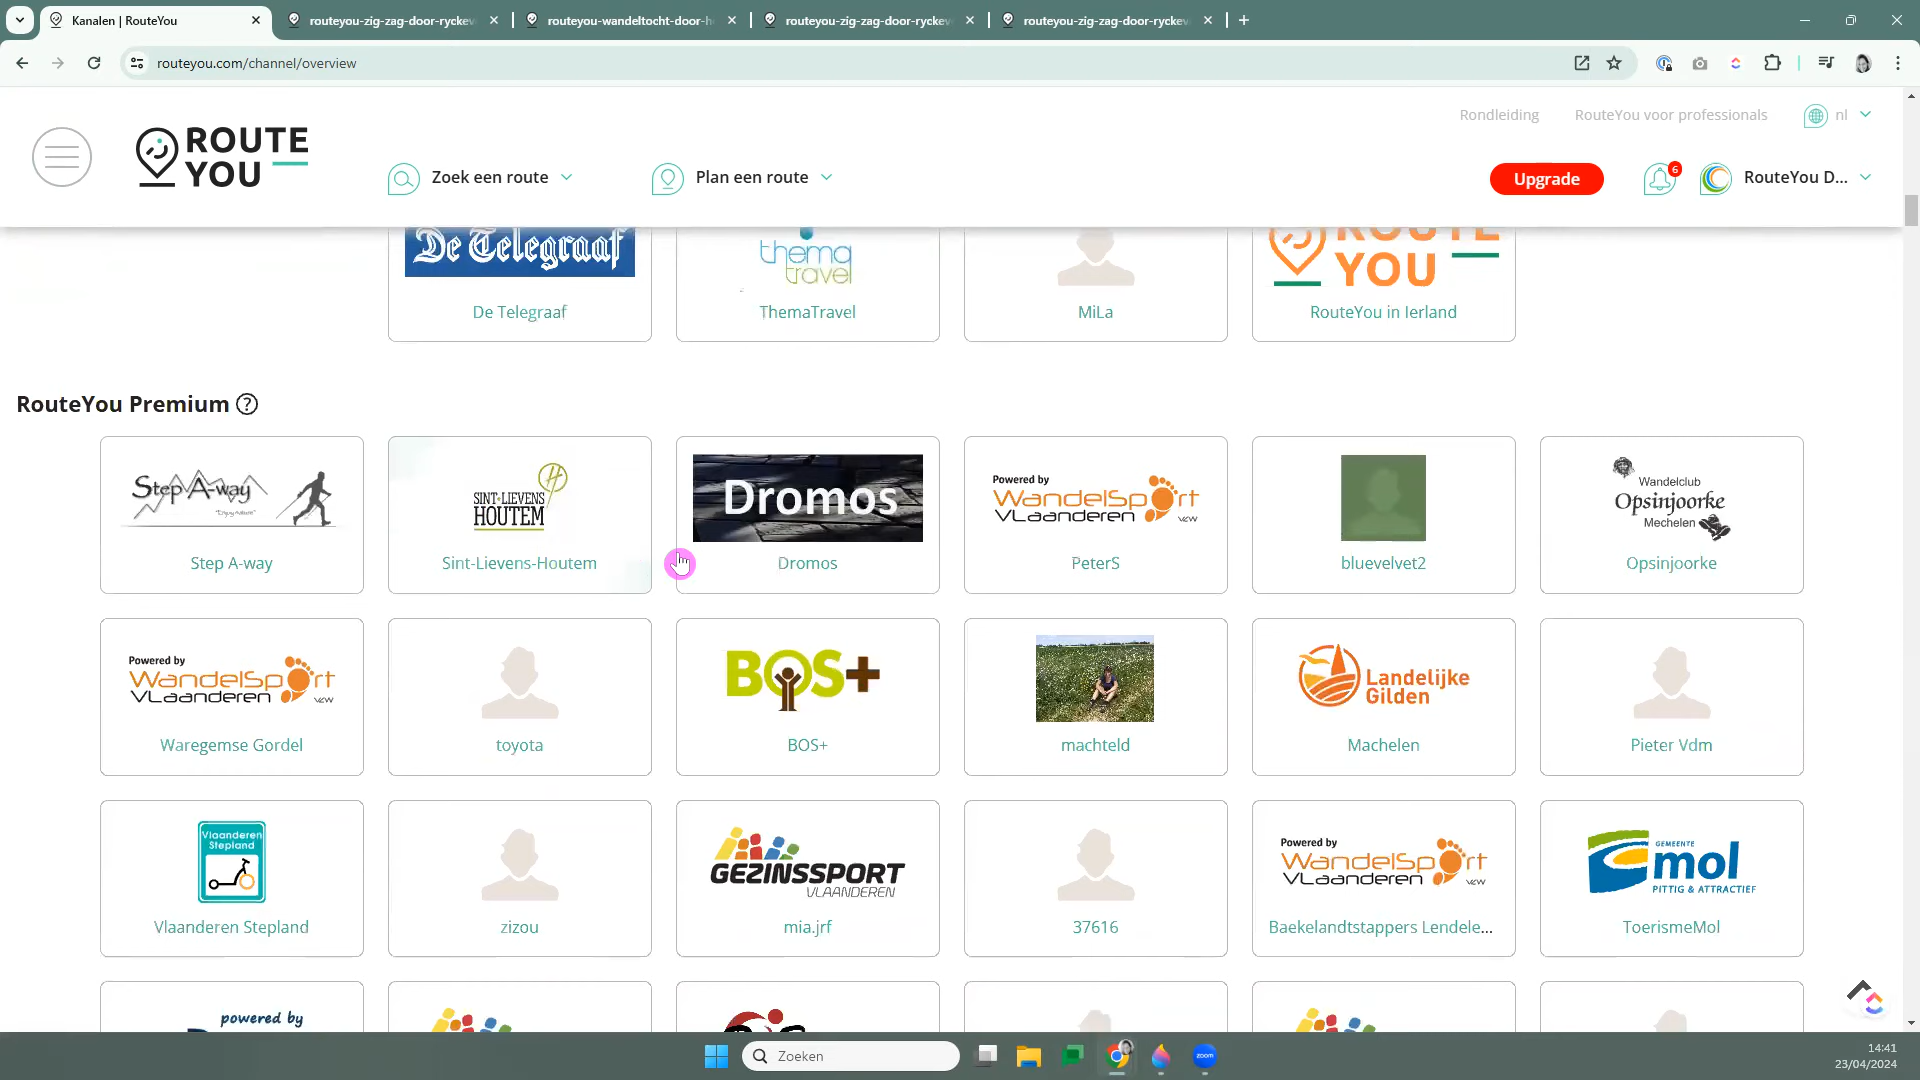 Kanalen | RouteYou
routeyou-zig-zag-door-ryckev
routeyou-wandeltocht-door-h
routeyou-zig-zag-door-ryckev
routeyou-zig-zag-door-ryckev
routeyou.com/channel/overview
Rondleiding
RouteYou voor professionals
nl
ROUTE
YOU
Zoek een route
Plan een route
Upgrade
6
RouteYou D...
De Telegraaf
thema
travel
ROUTE
YOU
De Telegraaf
ThemaTravel
MiLa
RouteYou in Ierland
RouteYou Premium ?
Step A-way
SINT-LIEVENS
HOUTEM
Dromos
Powered by
WandelSport
VLaanderen vzw
Wandelclub
Opsinjoorke
Mechelen
Step A-way
Sint-Lievens-Houtem
Dromos
PeterS
bluevelvet2
Opsinjoorke
Powered by
WandelSport
VLaanderen vzw
BOS+
Landelijke
Gilden
Waregemse Gordel
toyota
BOS+
machteld
Machelen
Pieter Vdm
Vlaanderen
Stepland
GEZINSSPORT
VLAANDEREN
Powered by
WandelSport
VLaanderen vzw
GEMEENTE
mol
PITTIG & ATTRACTIEF
Vlaanderen Stepland
zizou
mia.jrf
37616
Baekelandtstappers Lendele...
ToerismeMol
powered by
Zoeken
zoom
14:41
23/04/2024